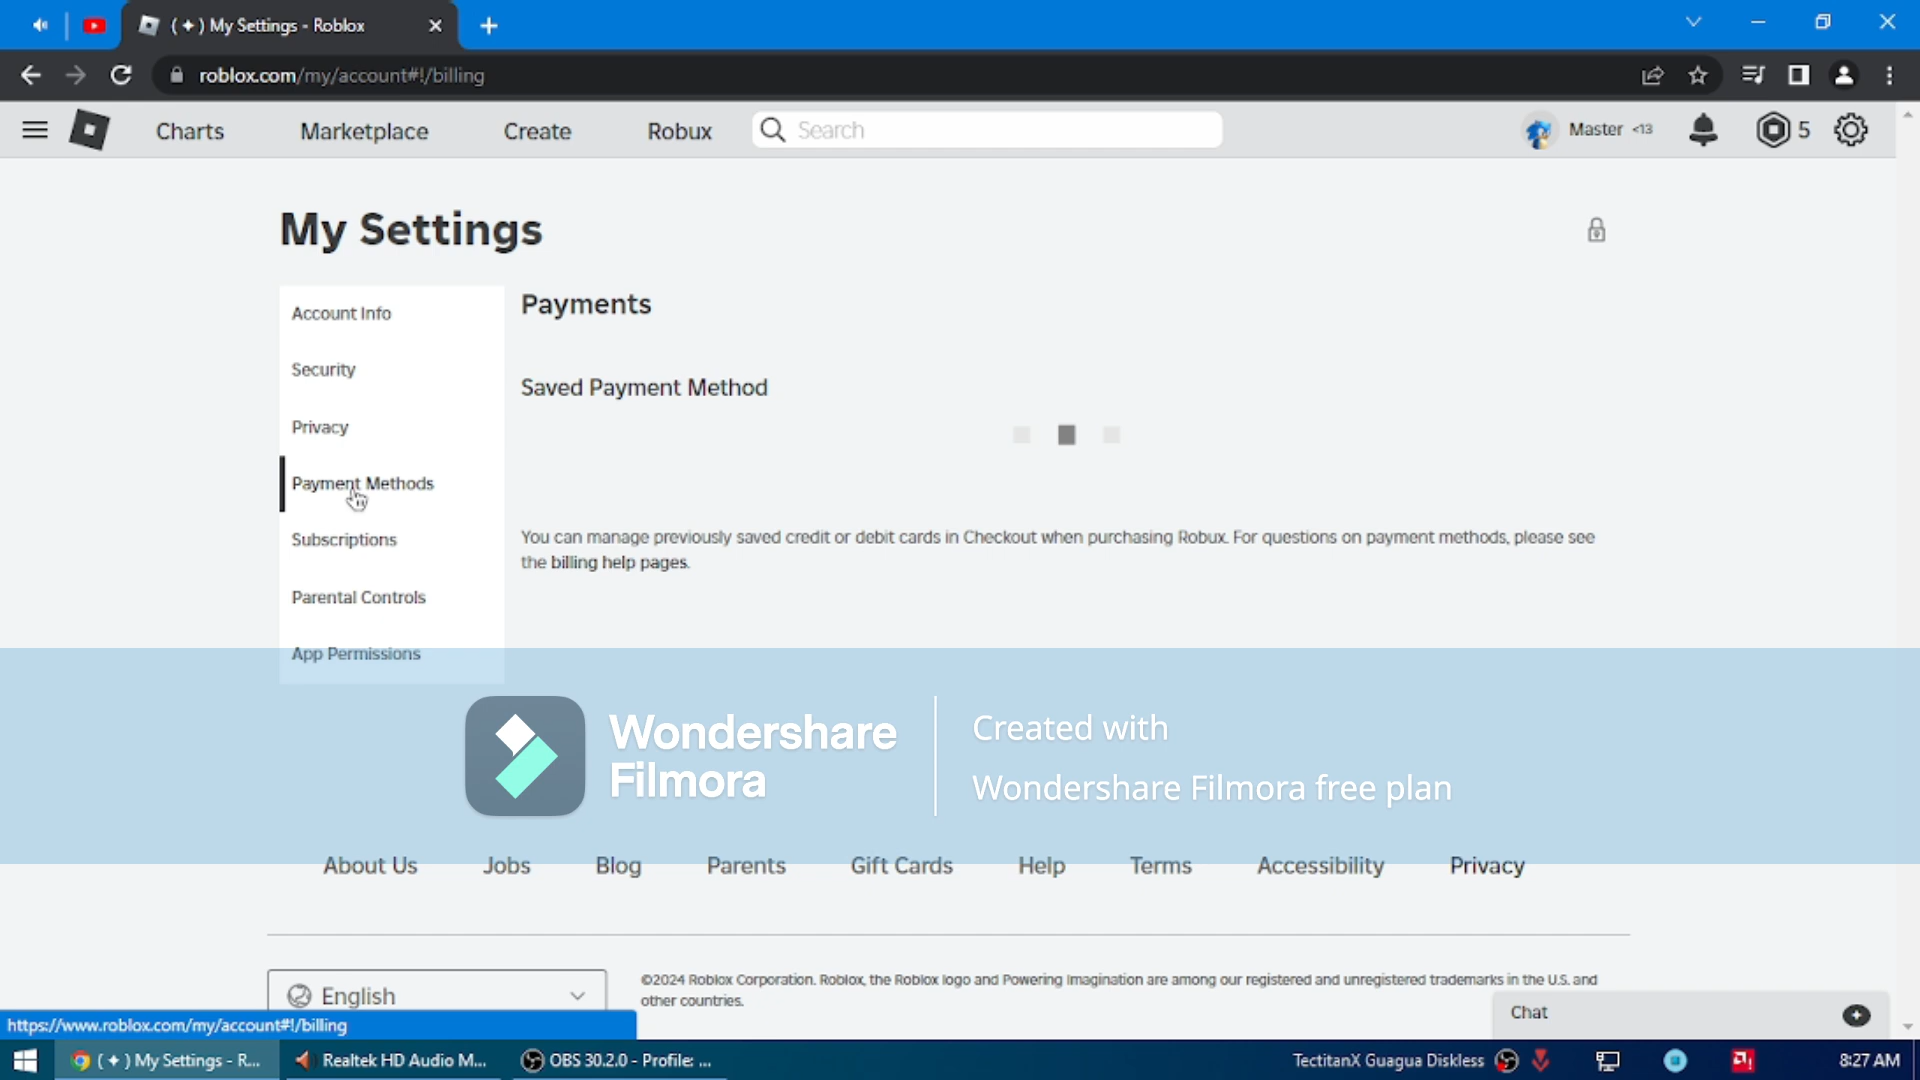 ( ✦ ) My Settings - Roblox
roblox.com/my/account#!/billing
Charts
Marketplace
Create
Robux
Search
Master <13
5
My Settings
Account Info
Security
Privacy
Payment Methods
Subscriptions
Parental Controls
App Permissions
Payments
Saved Payment Method
You can manage previously saved credit or debit cards in Checkout when purchasing Robux. For questions on payment methods, please see
the billing help pages.
Wondershare
Filmora
Created with
Wondershare Filmora free plan
About Us
Jobs
Blog
Parents
Gift Cards
Help
Terms
Accessibility
Privacy
English
©2024 Roblox Corporation. Roblox, the Roblox logo and Powering Imagination are among our registered and unregistered trademarks in the U.S. and
other countries.
Chat
https://www.roblox.com/my/account#!/billing
( ✦ ) My Settings - R...
Realtek HD Audio M...
OBS 30.2.0 - Profile: ...
TectitanX Guagua Diskless
8:27 AM